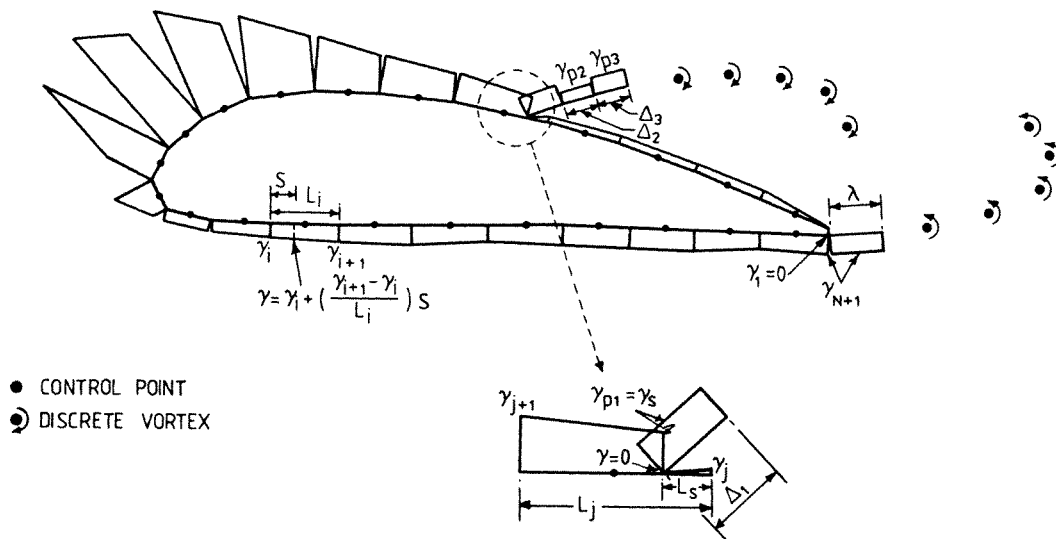 γp2 γp3
Δ3
Δ2
S
Li
λ
γi
γi+1
γ1=0
γN+1
γ=γi+(γi+1-γi/Li)S
● CONTROL POINT
DISCRETE VORTEX
γj+1
γp1=γs
γ=0
γj
Ls
Δ1
Lj